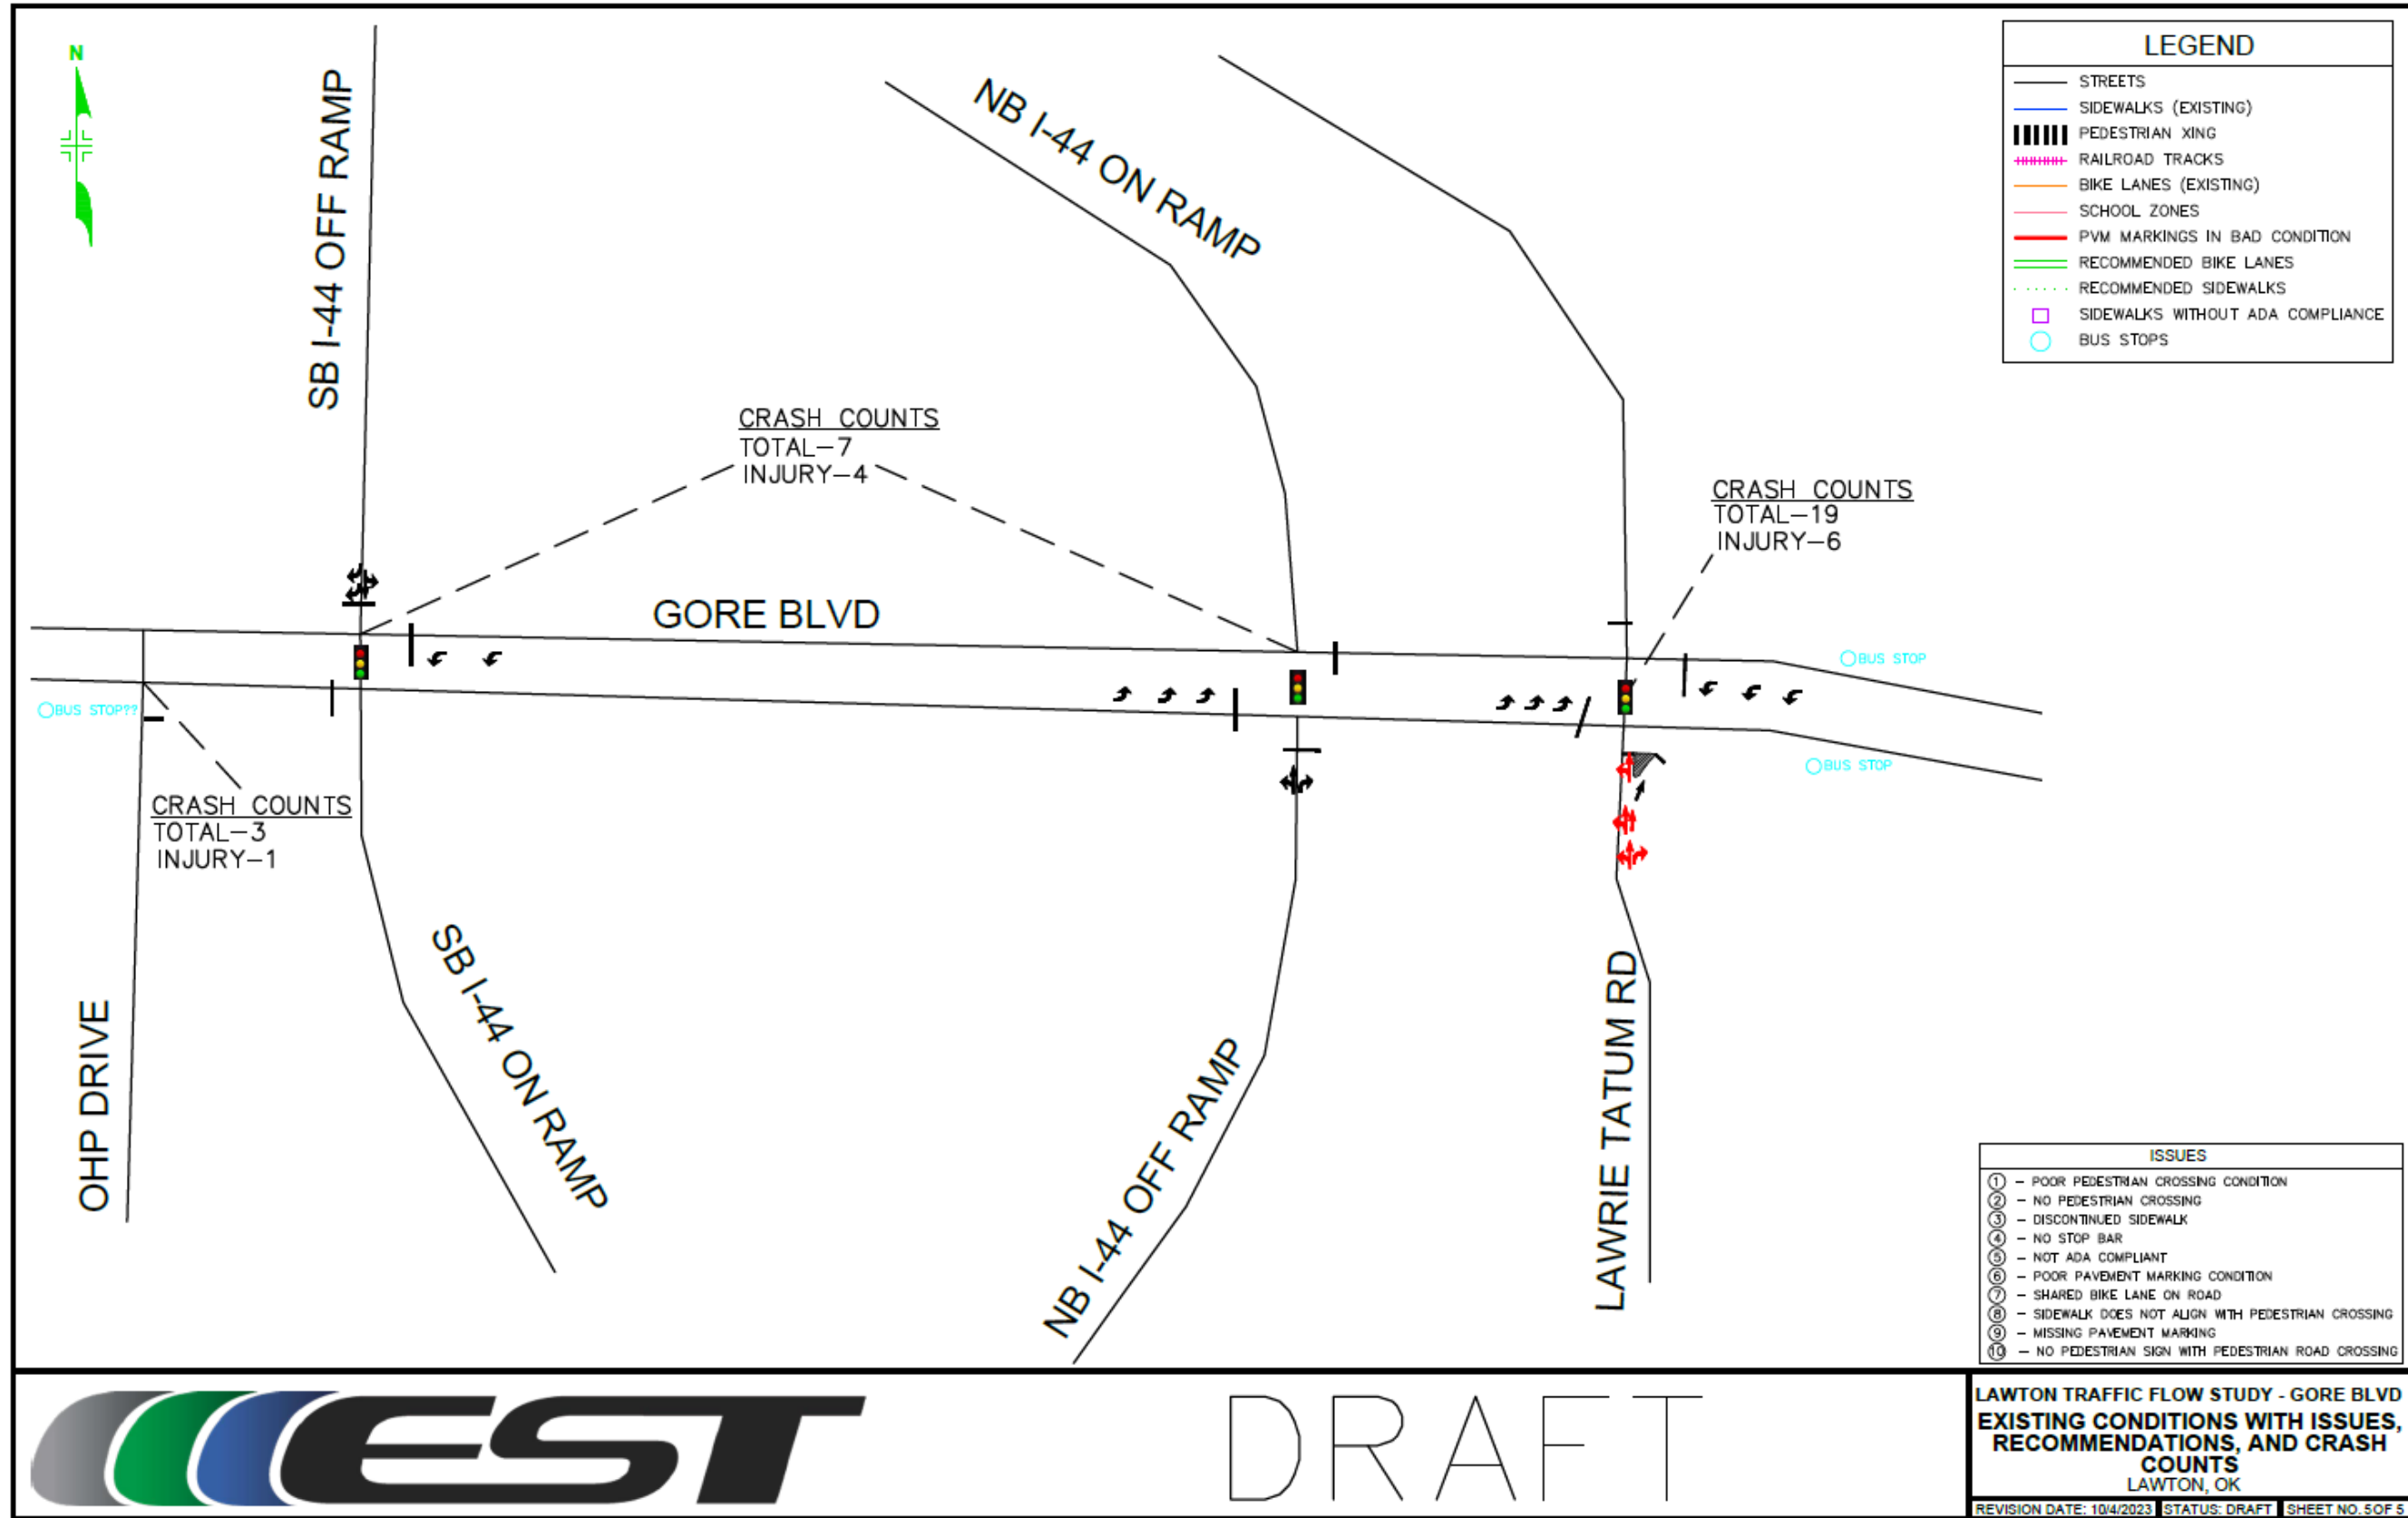 N
SB I-44 OFF RAMP
NB I-44 ON RAMP
LEGEND
STREETS
SIDEWALKS (EXISTING)
PEDESTRIAN XING
RAILROAD TRACKS
BIKE LANES (EXISTING)
SCHOOL ZONES
PVM MARKINGS IN BAD CONDITION
RECOMMENDED BIKE LANES
RECOMMENDED SIDEWALKS
SIDEWALKS WITHOUT ADA COMPLIANCE
BUS STOPS
CRASH COUNTS
TOTAL-7
INJURY-4
CRASH COUNTS
TOTAL-19
INJURY-6
GORE BLVD
BUS STOP
BUS STOP??
BUS STOP
CRASH COUNTS
TOTAL-3
INJURY-1
OHP DRIVE
SB I-44 ON RAMP
NB I-44 OFF RAMP
LAWRIE TATUM RD
ISSUES
1 - POOR PEDESTRIAN CROSSING CONDITION
2 - NO PEDESTRIAN CROSSING
3 - DISCONTINUED SIDEWALK
4 - NO STOP BAR
5 - NOT ADA COMPLIANT
6 - POOR PAVEMENT MARKING CONDITION
7 - SHARED BIKE LANE ON ROAD
8 - SIDEWALK DOES NOT ALIGN WITH PEDESTRIAN CROSSING
9 - MISSING PAVEMENT MARKING
10 - NO PEDESTRIAN SIGN WITH PEDESTRIAN ROAD CROSSING
EST
DRAFT
LAWTON TRAFFIC FLOW STUDY - GORE BLVD
EXISTING CONDITIONS WITH ISSUES,
RECOMMENDATIONS, AND CRASH
COUNTS
LAWTON, OK
REVISION DATE: 10/4/2023 STATUS: DRAFT SHEET NO. 5 OF 5